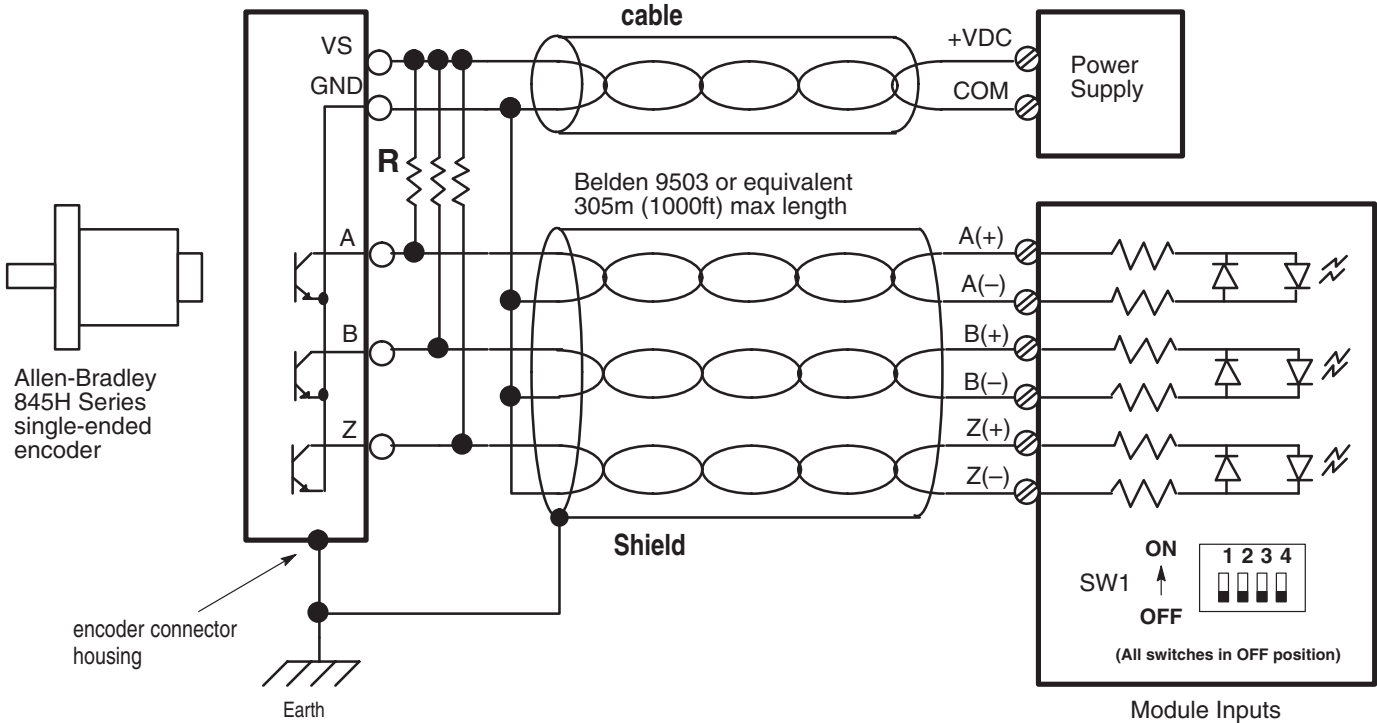 cable
VS
+VDC
GND
COM
Power
Supply
R
Belden 9503 or equivalent
305m (1000ft) max length
A
A(+)
A(–)
B
B(+)
B(–)
Z
Z(+)
Z(–)
Allen-Bradley
845H Series
single-ended
encoder
Shield
ON
SW1
OFF
1 2 3 4
(All switches in OFF position)
encoder connector
housing
Earth
Module Inputs